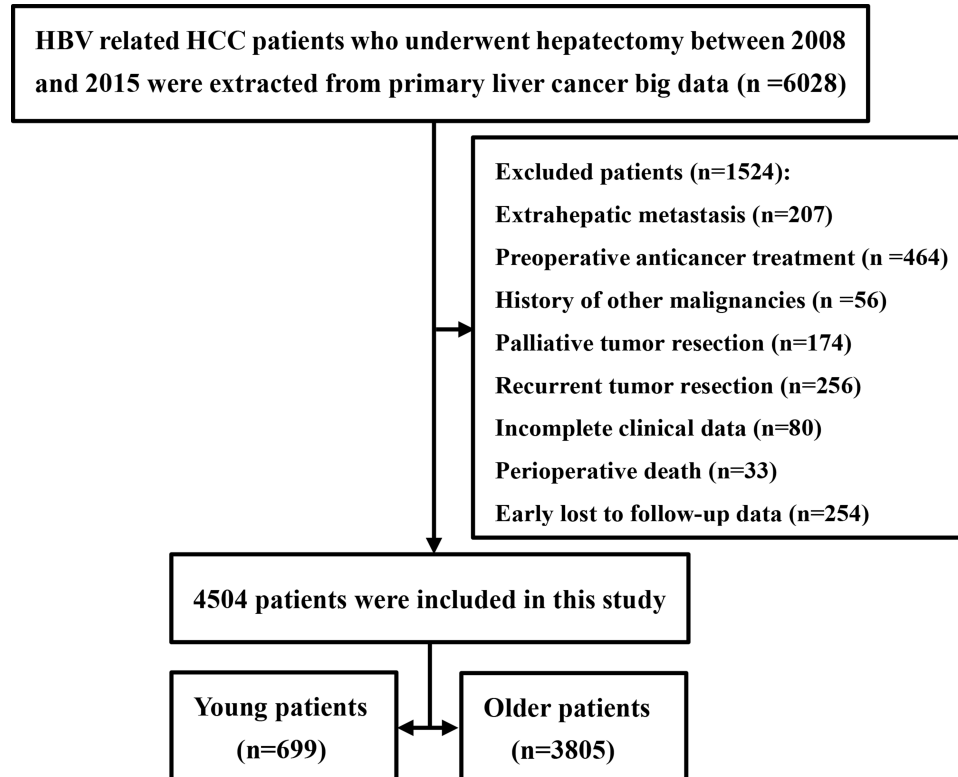 HBV related HCC patients who underwent hepatectomy between 2008
and 2015 were extracted from primary liver cancer big data (n =6028)
Excluded patients (n=1524):
Extrahepatic metastasis (n=207)
Preoperative anticancer treatment (n =464)
History of other malignancies (n =56)
Palliative tumor resection (n=174)
Recurrent tumor resection (n=256)
Incomplete clinical data (n=80)
Perioperative death (n=33)
Early lost to follow-up data (n=254)
4504 patients were included in this study
Young patients
(n=699)
Older patients
(n=3805)